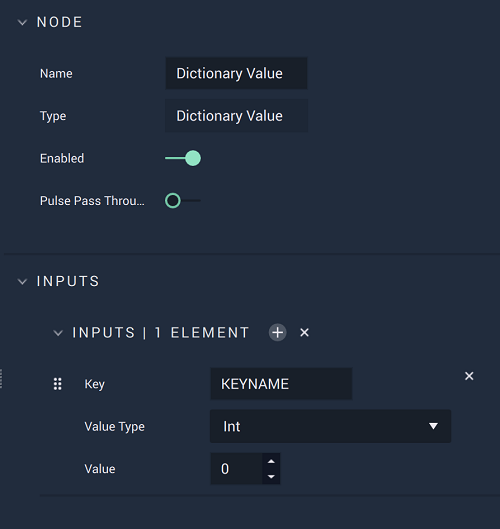 NODE
Name Dictionary Value
Type Dictionary Value
Enabled
Pulse Pass Throu...
INPUTS
INPUTS | 1 ELEMENT
Key KEYNAME
Value Type Int
Value 0